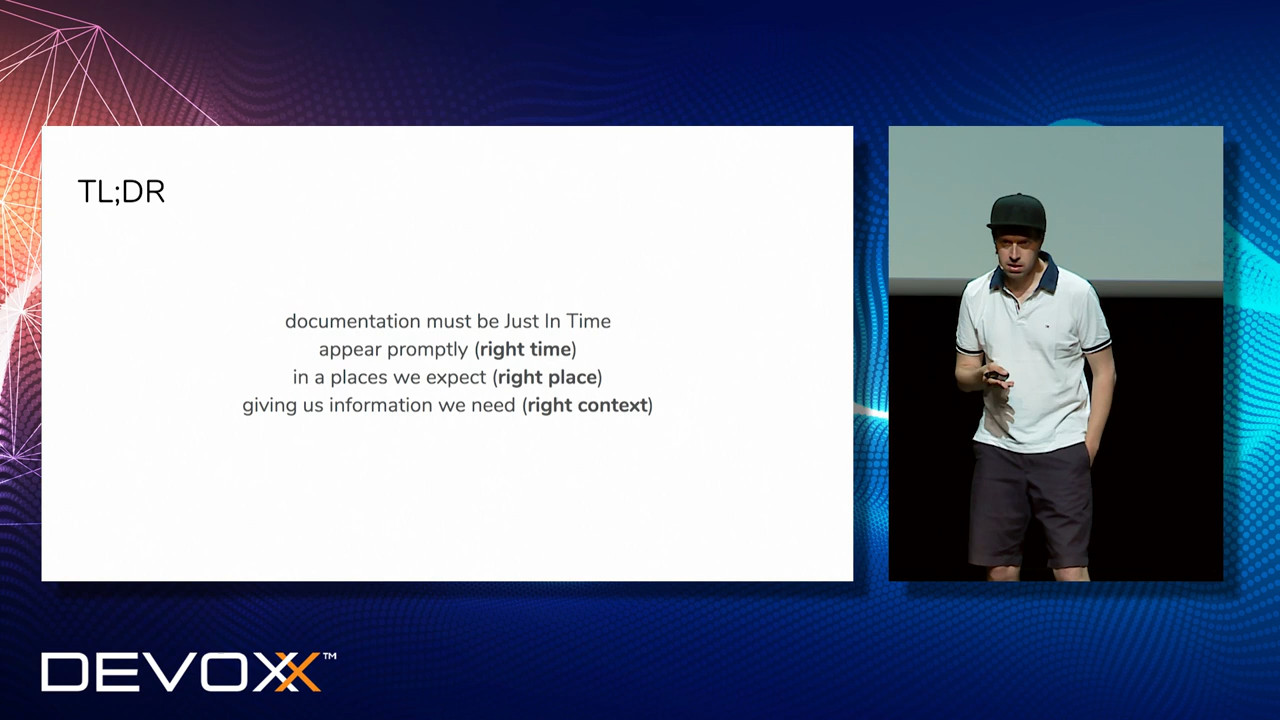 TL;DR
documentation must be Just In Time
appear promptly (right time)
in a places we expect (right place)
giving us information we need (right context)
DEVOXX™